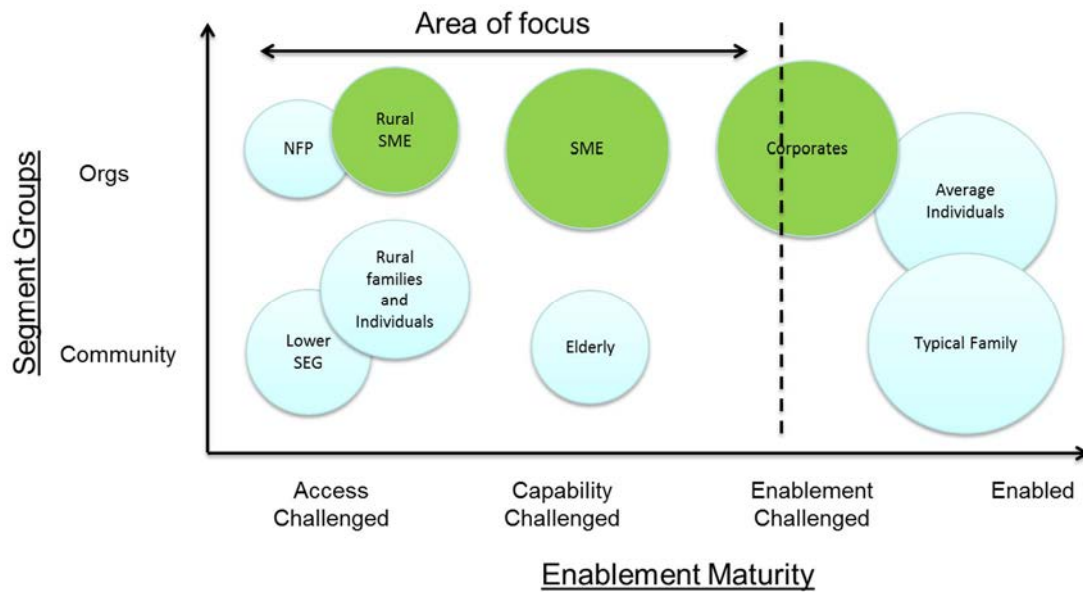 Area of focus
Segment Groups
Orgs
Community
NFP
Rural
SME
SME
Corporates
Average
Individuals
Rural
families
and
Individuals
Lower
SEG
Elderly
Typical Family
Access
Challenged
Capability
Challenged
Enablement
Challenged
Enabled
Enablement Maturity